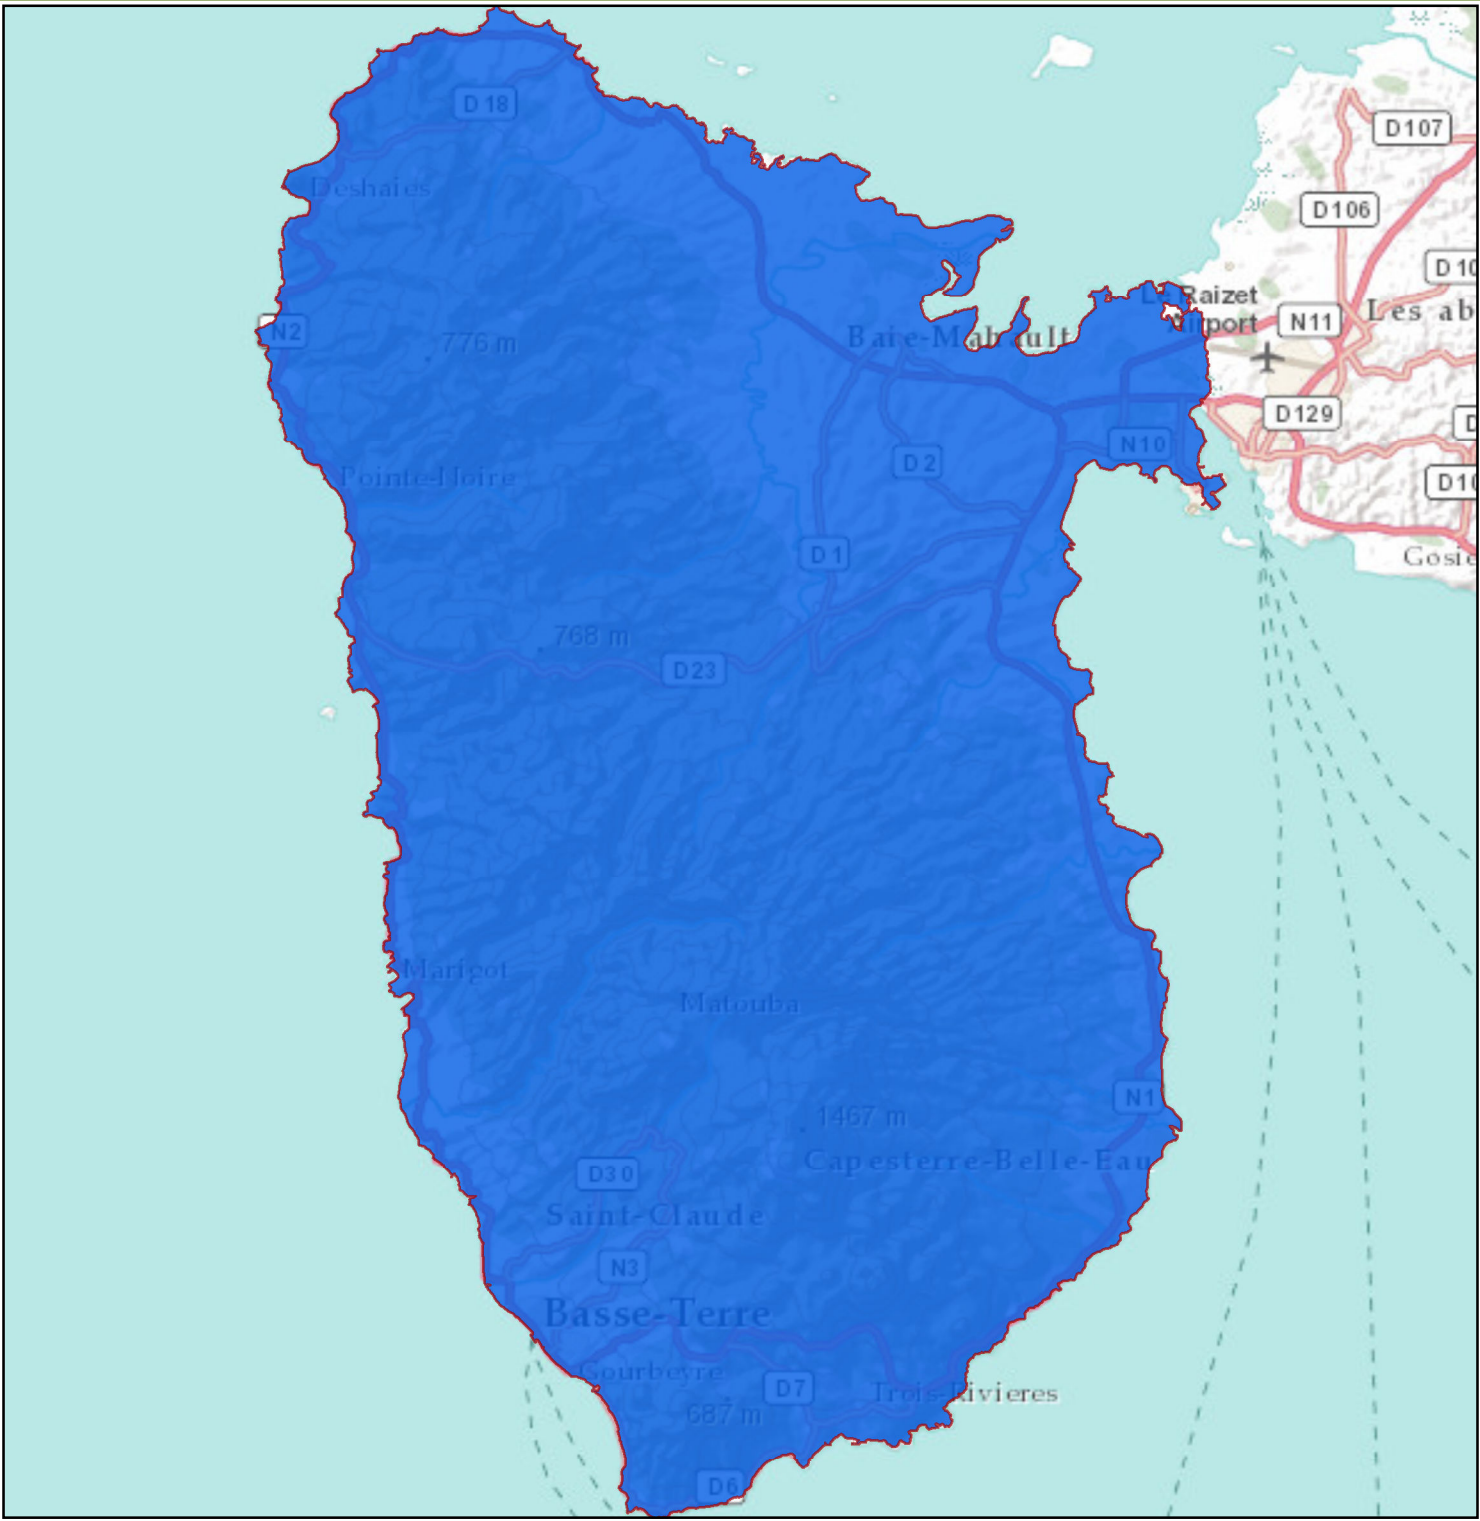 D 18
D107
Deshaies
D106
D 10
Le Raizet
Airport
N11
Les ab
N2
776 m
Baie-Mabault
D129
D 2
N10
Pointe-Noire
D 1
D10
Gosie
768 m
D23
Marigot
Matouba
1467 m
N1
Capesterre-Belle-Eau
D30
Saint-Claude
N3
Basse-Terre
Gourbeyre
D7
Trois-Rivieres
687 m
D6